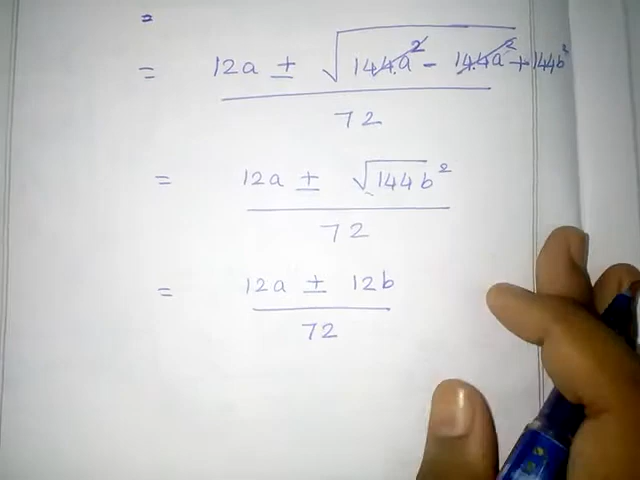 =
= 12a ± √144a² - 144a² + 144b²
72
= 12a ± √144b²
72
= 12a ± 12b
72